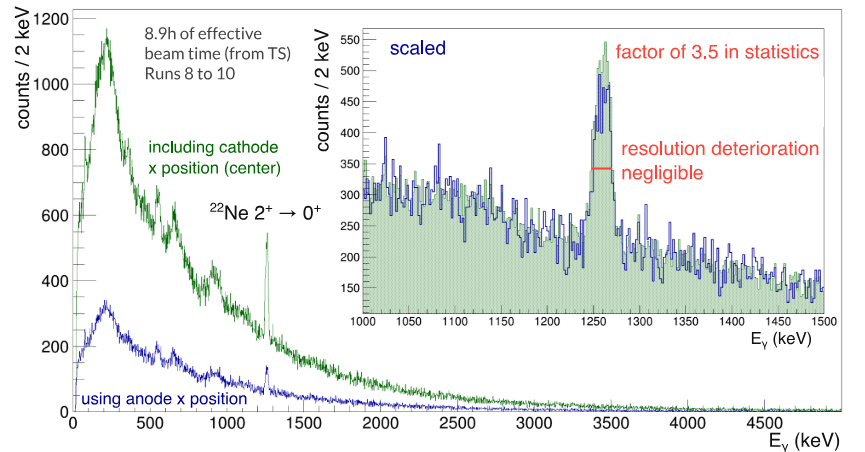 counts / 2 keV
1200
1000
800
600
400
200
0
8.9h of effective
beam time (from TS)
Runs 8 to 10
including cathode
x position (center)
²²Ne 2⁺ → 0⁺
using anode x position
0 500 1000 1500 2000 2500 3000 3500 4000 4500
E_γ (keV)
counts / 2 keV
550
500
450
400
350
300
250
200
150
scaled
factor of 3.5 in statistics
resolution deterioration
negligible
1000 1050 1100 1150 1200 1250 1300 1350 1400 1450 1500
E_γ (keV)